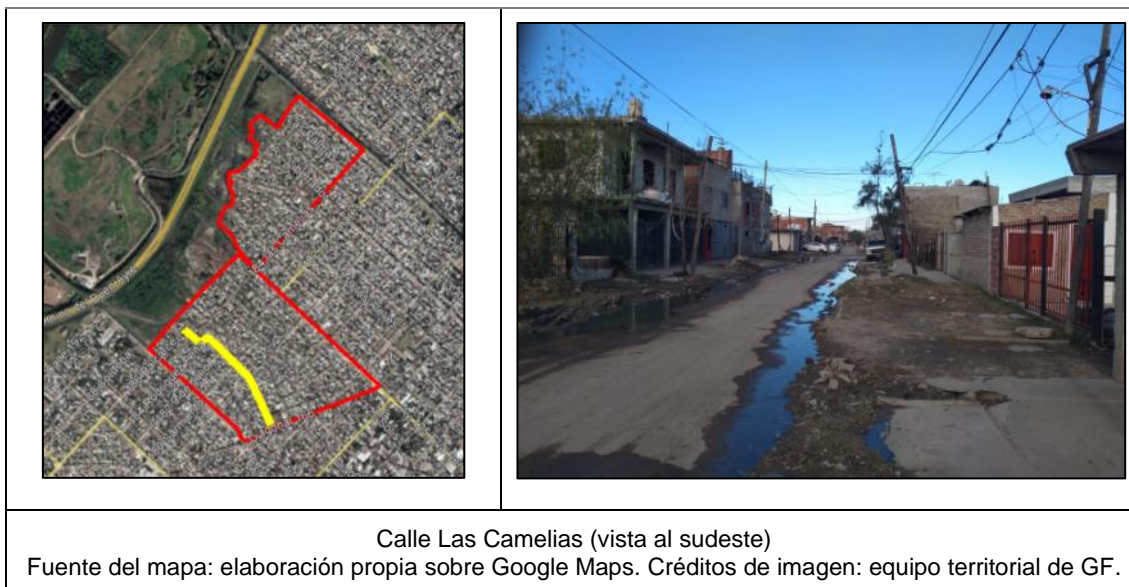 Calle Las Camelias (vista al sudeste)
Fuente del mapa: elaboración propia sobre Google Maps. Créditos de imagen: equipo territorial de GF.